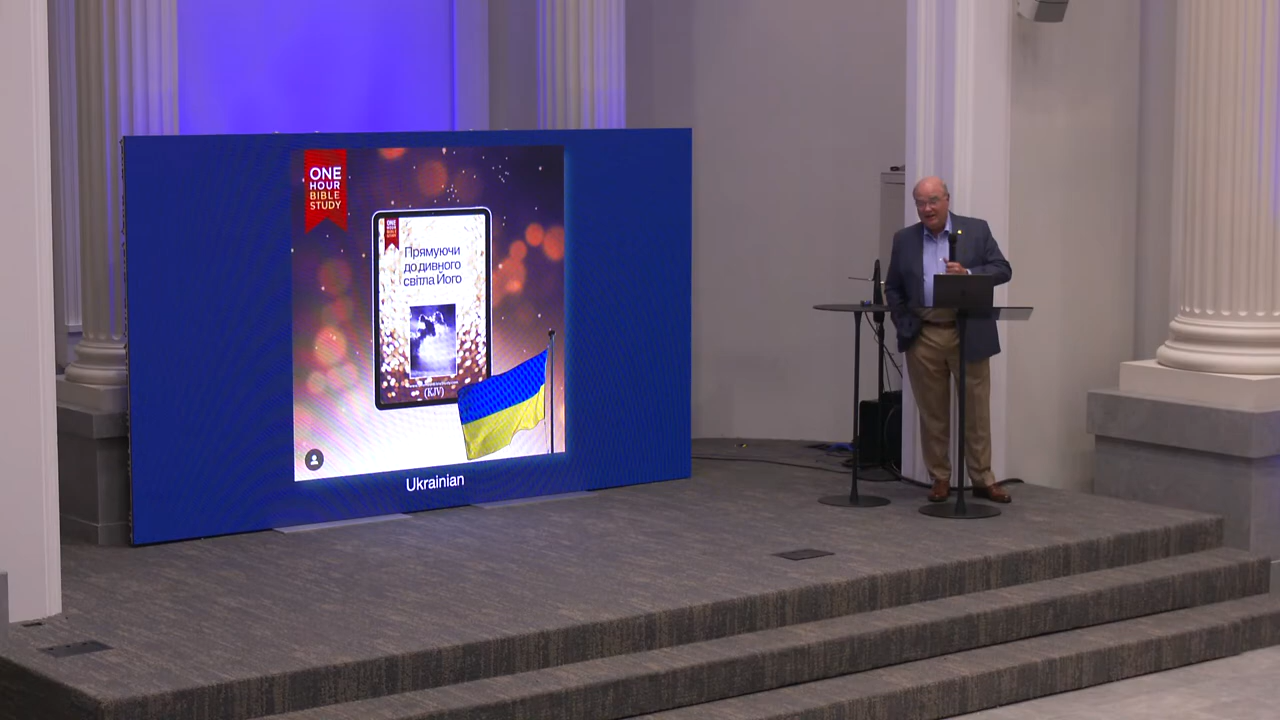 ONE
HOUR
BIBLE
STUDY
ONE
HOUR
BIBLE
STUDY
Прямуючи
до дивного
світла Його
(KJV)
Ukrainian